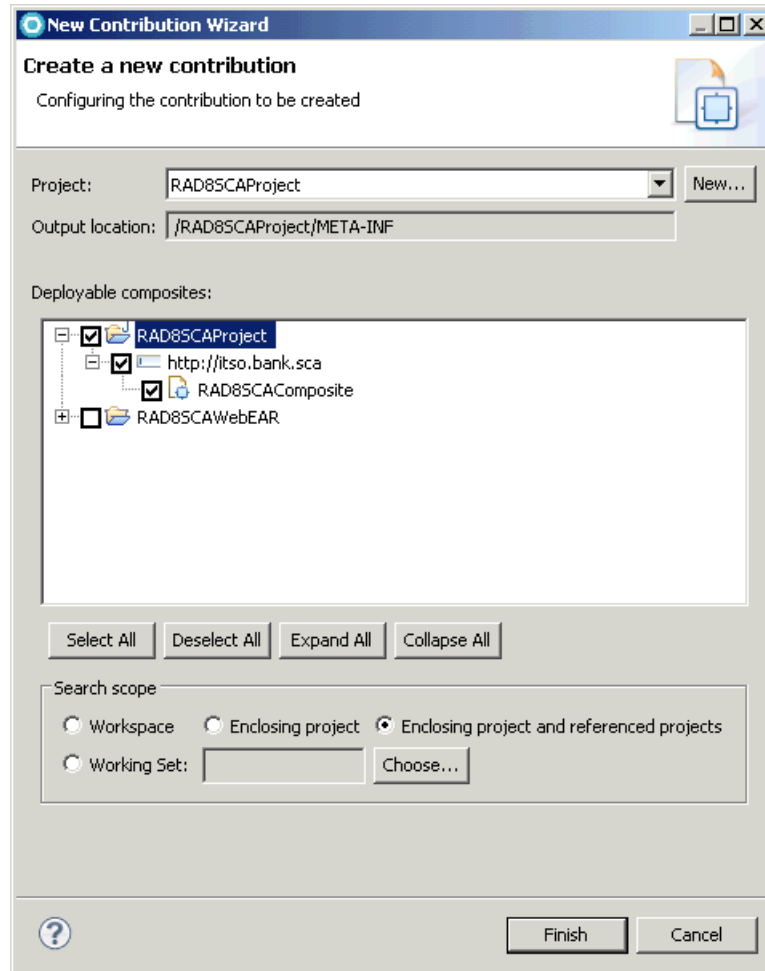 New Contribution Wizard
Create a new contribution
Configuring the contribution to be created
Project: RAD8SCAProject New...
Output location: /RAD8SCAProject/META-INF
Deployable composites:
RAD8SCAProject
http://itso.bank.sca
RAD8SCAComposite
RAD8SCAWebEAR
Select All Deselect All Expand All Collapse All
Search scope
Workspace Enclosing project Enclosing project and referenced projects
Working Set: Choose...
? Finish Cancel